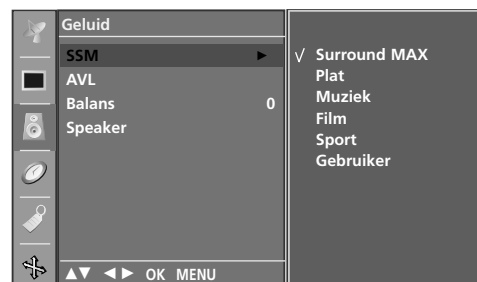 Geluid
SSM ►
AVL
Balans 0
Speaker
▲▼ ◄► OK MENU
√ Surround MAX
Plat
Muziek
Film
Sport
Gebruiker